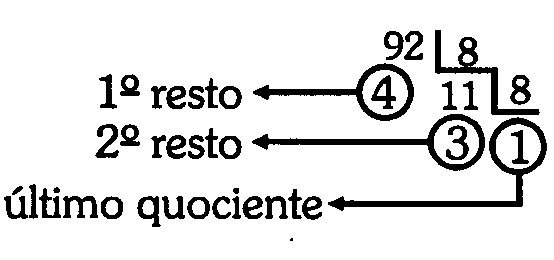 92 8
1º resto 4 11 8
2º resto 3 1
último quociente